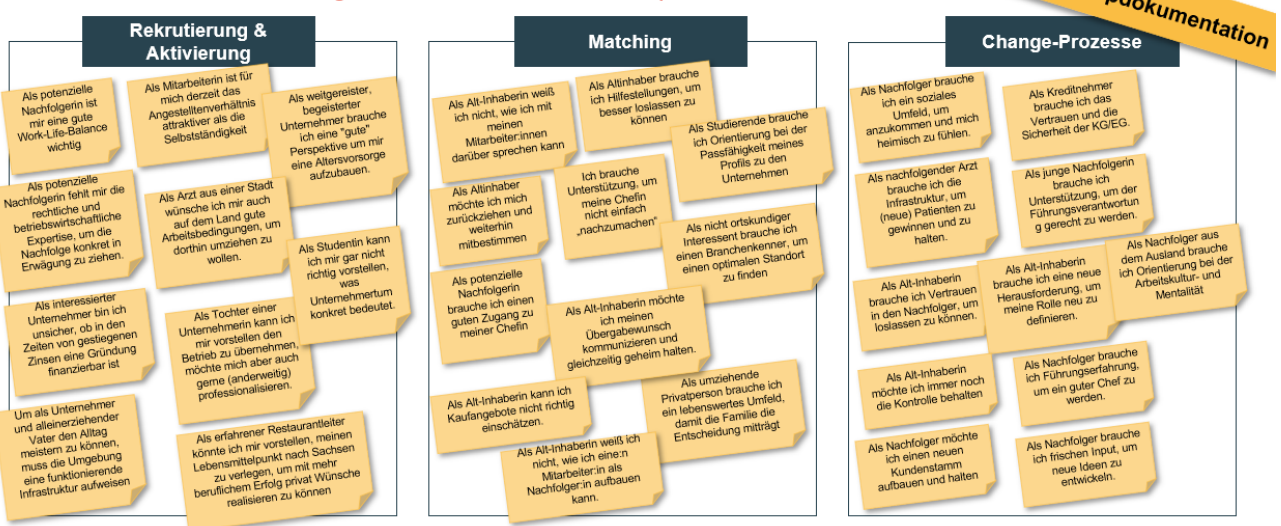 dokumentation
Rekrutierung &
Aktivierung
Als potenzielle
Nachfolgerin ist
mir eine gute
Work-Life-Balance
wichtig
Als Mitarbeiterin ist für
mich derzeit das
Angestelltenverhältnis
attraktiver als die
Selbstständigkeit
Als weitgereister,
begeisterter
Unternehmer brauche
ich eine "gute"
Perspektive um mir
eine Altersvorsorge
aufzubauen.
Als potenzielle
Nachfolgerin fehlt mir die
rechtliche und
betriebswirtschaftliche
Expertise, um die
Nachfolge konkret in
Erwägung zu ziehen.
Als Arzt aus einer Stadt
wünsche ich mir auch
auf dem Land gute
Arbeitsbedingungen, um
dorthin umziehen zu
wollen.
Als Studentin kann
ich mir gar nicht
richtig vorstellen,
was
Unternehmertum
konkret bedeutet.
Als interessierter
Unternehmer bin ich
unsicher, ob in den
Zeiten von gestiegenen
Zinsen eine Gründung
finanzierbar ist
Als Tochter einer
Unternehmerin kann ich
mir vorstellen den
Betrieb zu übernehmen,
möchte mich aber auch
gerne (anderweitig)
professionalisieren.
Um als Unternehmer
und alleinerziehender
Vater den Alltag
meistern zu können,
muss die Umgebung
eine funktionierende
Infrastruktur aufweisen
Als erfahrener Restaurantleiter
könnte ich mir vorstellen, meinen
Lebensmittelpunkt nach Sachsen
zu verlegen, um mit mehr
beruflichem Erfolg privat Wünsche
realisieren zu können
Matching
Als Alt-Inhaberin weiß
ich nicht, wie ich mit
meinen
Mitarbeiter:innen
darüber sprechen kann
Als Altinhaber brauche
ich Hilfestellungen, um
besser loslassen zu
können
Als Studierende brauche
ich Orientierung bei der
Passfähigkeit meines
Profils zu den
Unternehmen
Als Altinhaber
möchte ich mich
zurückziehen und
weiterhin
mitbestimmen
Ich brauche
Unterstützung, um
meine Chefin
nicht einfach
„nachzumachen“
Als nicht ortskundiger
Interessent brauche ich
einen Branchenkenner, um
einen optimalen Standort
zu finden
Als potenzielle
Nachfolgerin
brauche ich einen
guten Zugang zu
meiner Chefin
Als Alt-Inhaberin möchte
ich meinen
Übergabewunsch
kommunizieren und
gleichzeitig geheim halten.
Als Alt-Inhaberin kann ich
Kaufangebote nicht richtig
einschätzen.
Als umziehende
Privatperson brauche ich
ein lebenswertes Umfeld,
damit die Familie die
Entscheidung mitträgt
Als Alt-Inhaberin weiß ich
nicht, wie ich eine:n
Mitarbeiter:in als
Nachfolger:in aufbauen
kann.
Change-Prozesse
Als Nachfolger brauche
ich ein soziales
Umfeld, um
anzukommen und mich
heimisch zu fühlen.
Als Kreditnehmer
brauche ich das
Vertrauen und die
Sicherheit der KG/EG.
Als nachfolgender Arzt
brauche ich die
Infrastruktur, um
(neue) Patienten zu
gewinnen und zu
halten.
Als junge Nachfolgerin
brauche ich
Unterstützung, um der
Führungsverantwortun
g gerecht zu werden.
Als Alt-Inhaberin
brauche ich Vertrauen
in den Nachfolger, um
loslassen zu können.
Als Alt-Inhaberin
brauche ich eine neue
Herausforderung, um
meine Rolle neu zu
definieren.
Als Nachfolger aus
dem Ausland brauche
ich Orientierung bei der
Arbeitskultur- und
Mentalität
Als Alt-Inhaberin
möchte ich immer noch
die Kontrolle behalten
Als Nachfolger brauche
ich Führungserfahrung,
um ein guter Chef zu
werden.
Als Nachfolger möchte
ich einen neuen
Kundenstamm
aufbauen und halten
Als Nachfolger brauche
ich frischen Input, um
neue Ideen zu
entwickeln.